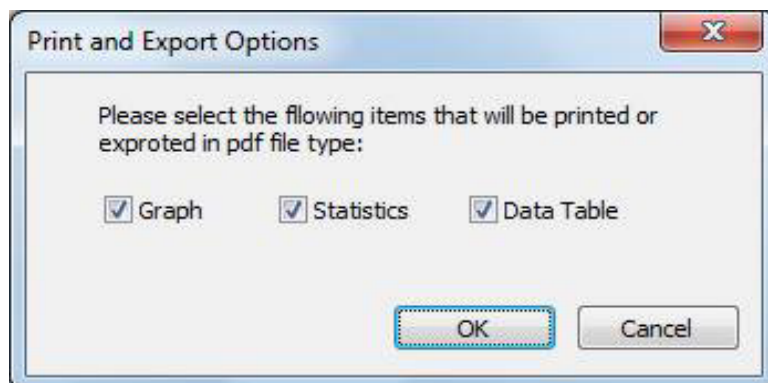 Print and Export Options
Please select the fllowing items that will be printed or
exproted in pdf file type:
Graph Statistics Data Table
OK Cancel